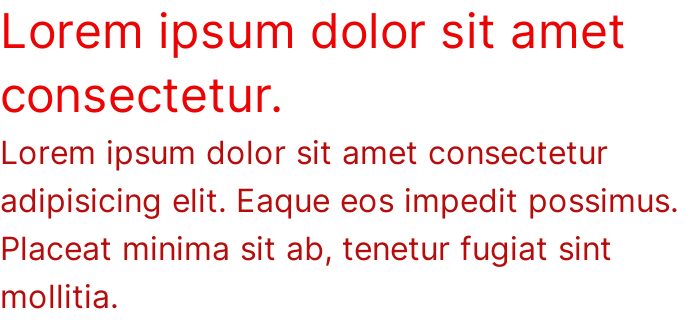 Lorem ipsum dolor sit amet
consectetur.
Lorem ipsum dolor sit amet consectetur
adipisicing elit. Eaque eos impedit possimus.
Placeat minima sit ab, tenetur fugiat sint
mollitia.